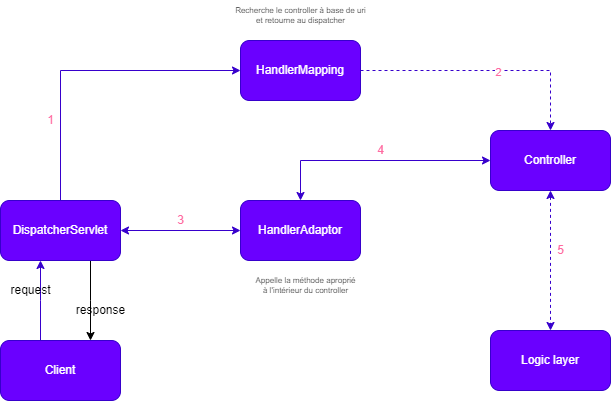 Recherche le controller à base de uri
et retourne au dispatcher
HandlerMapping
2
1
4
Controller
DispatcherServlet
3
HandlerAdaptor
5
Appelle la méthode aproprié
à l'intérieur du controller
request
response
Client
Logic layer